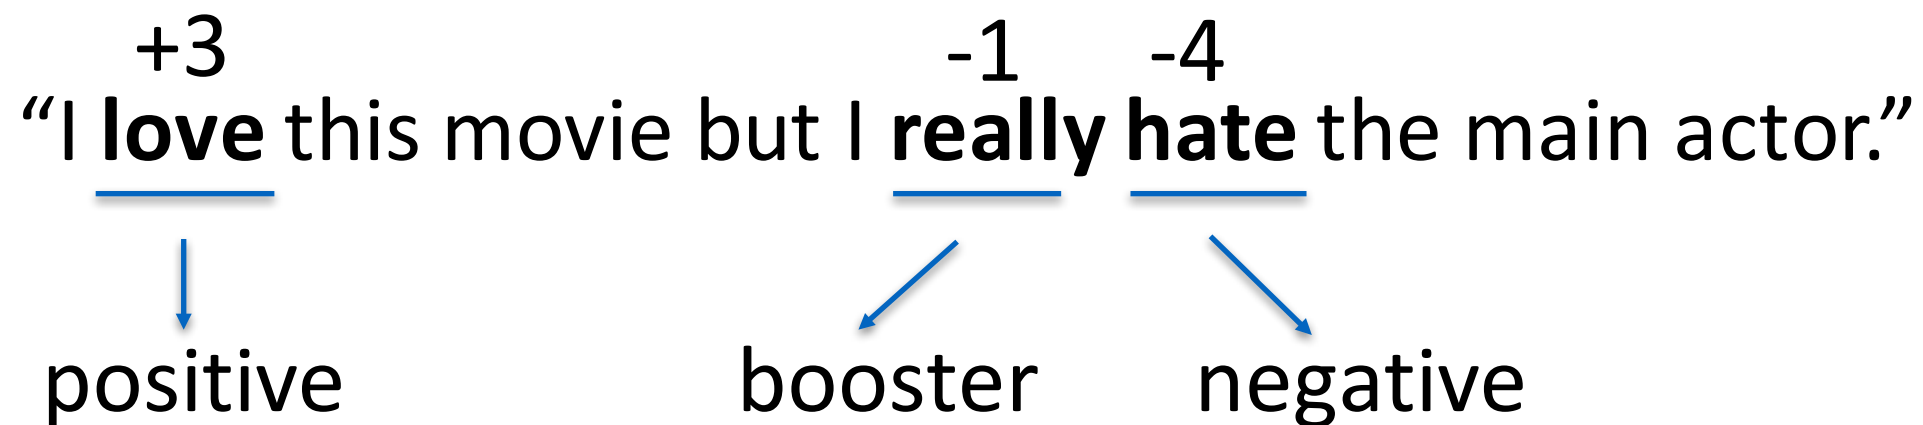 +3 -1 -4
“I love this movie but I really hate the main actor.”
positive booster negative